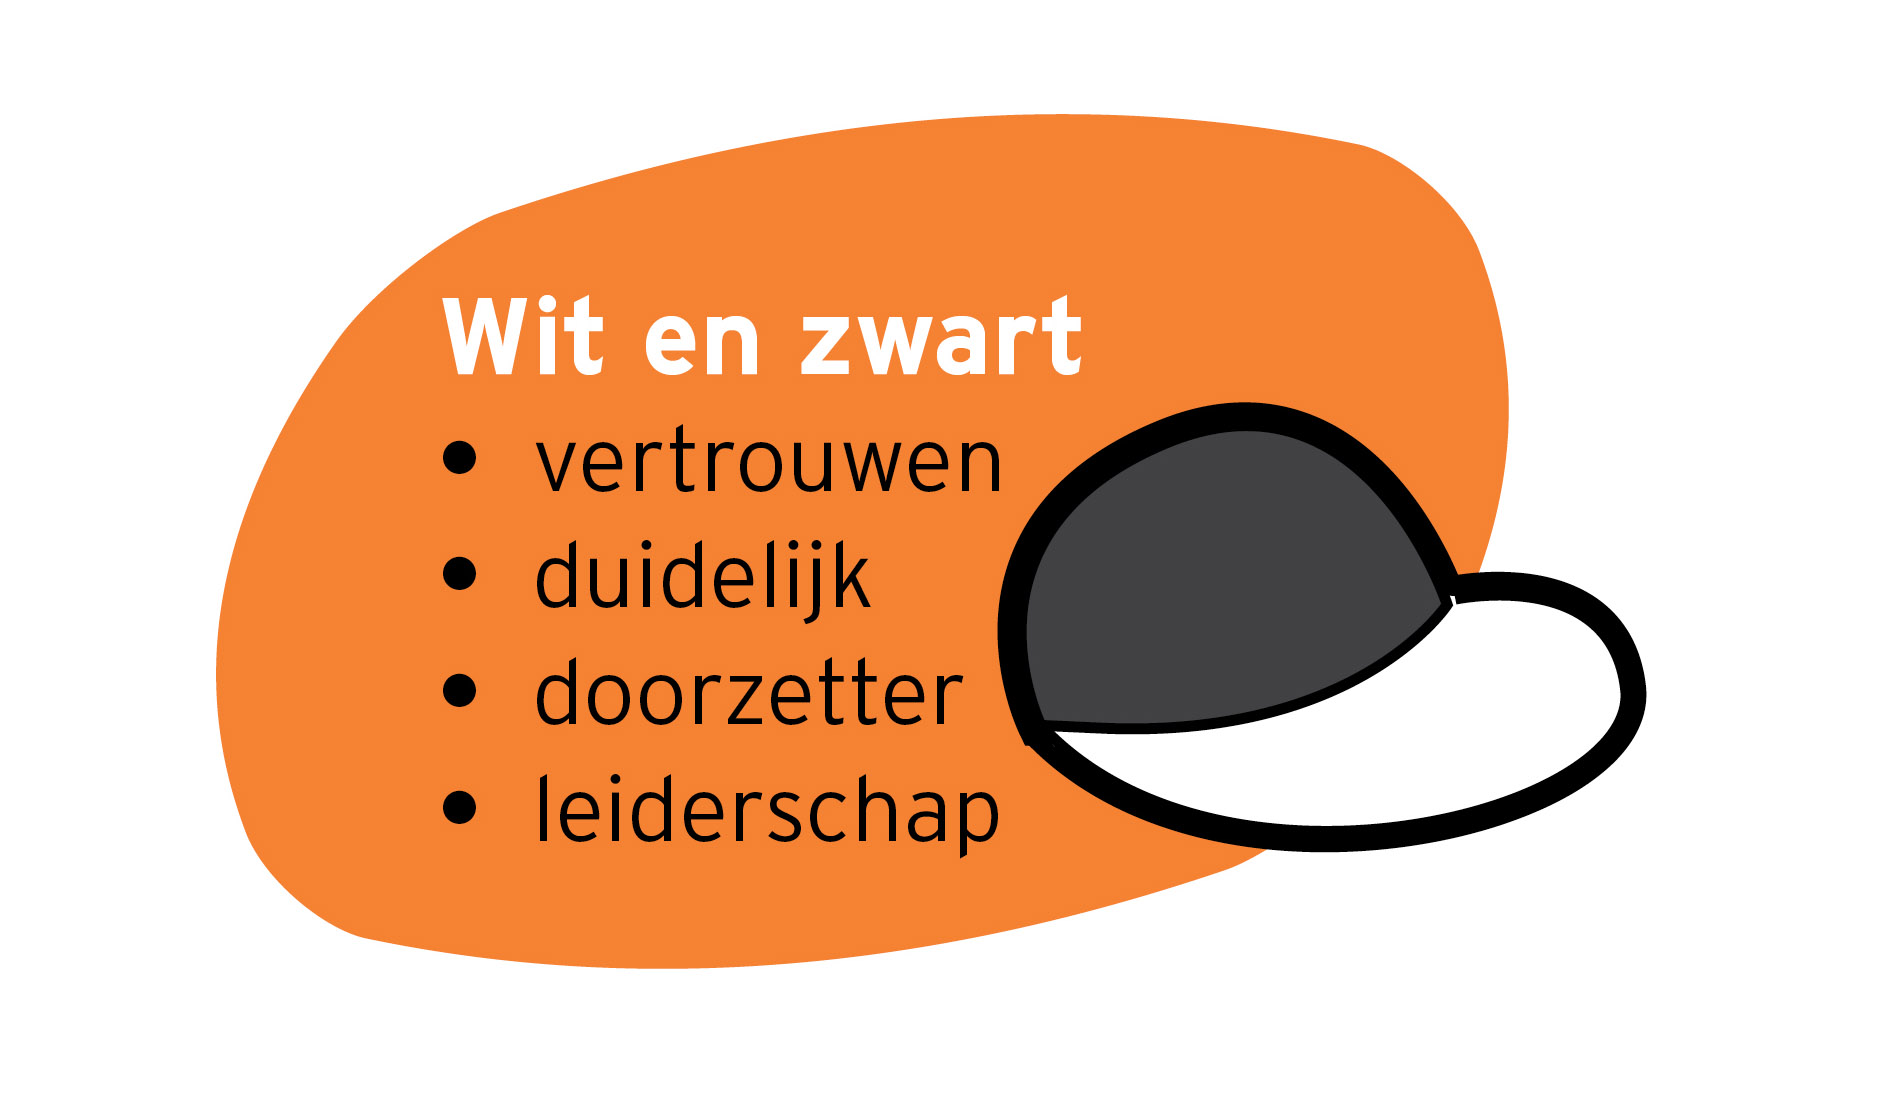 Wit en zwart
• vertrouwen
• duidelijk
• doorzetter
• leiderschap